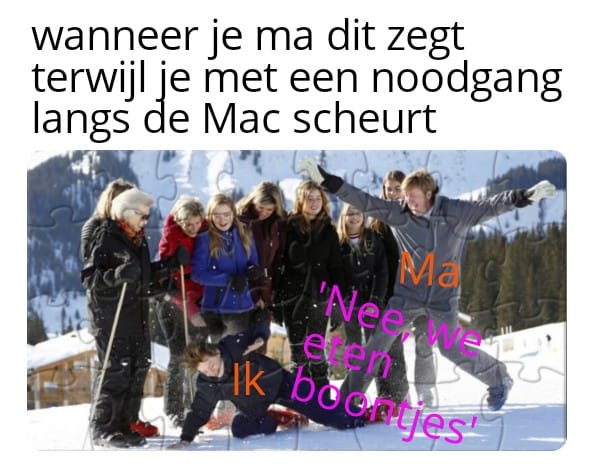 wanneer je ma dit zegt
terwijl je met een noodgang
langs de Mac scheurt
Ma
'Nee, we
eten
boontjes'
Ik